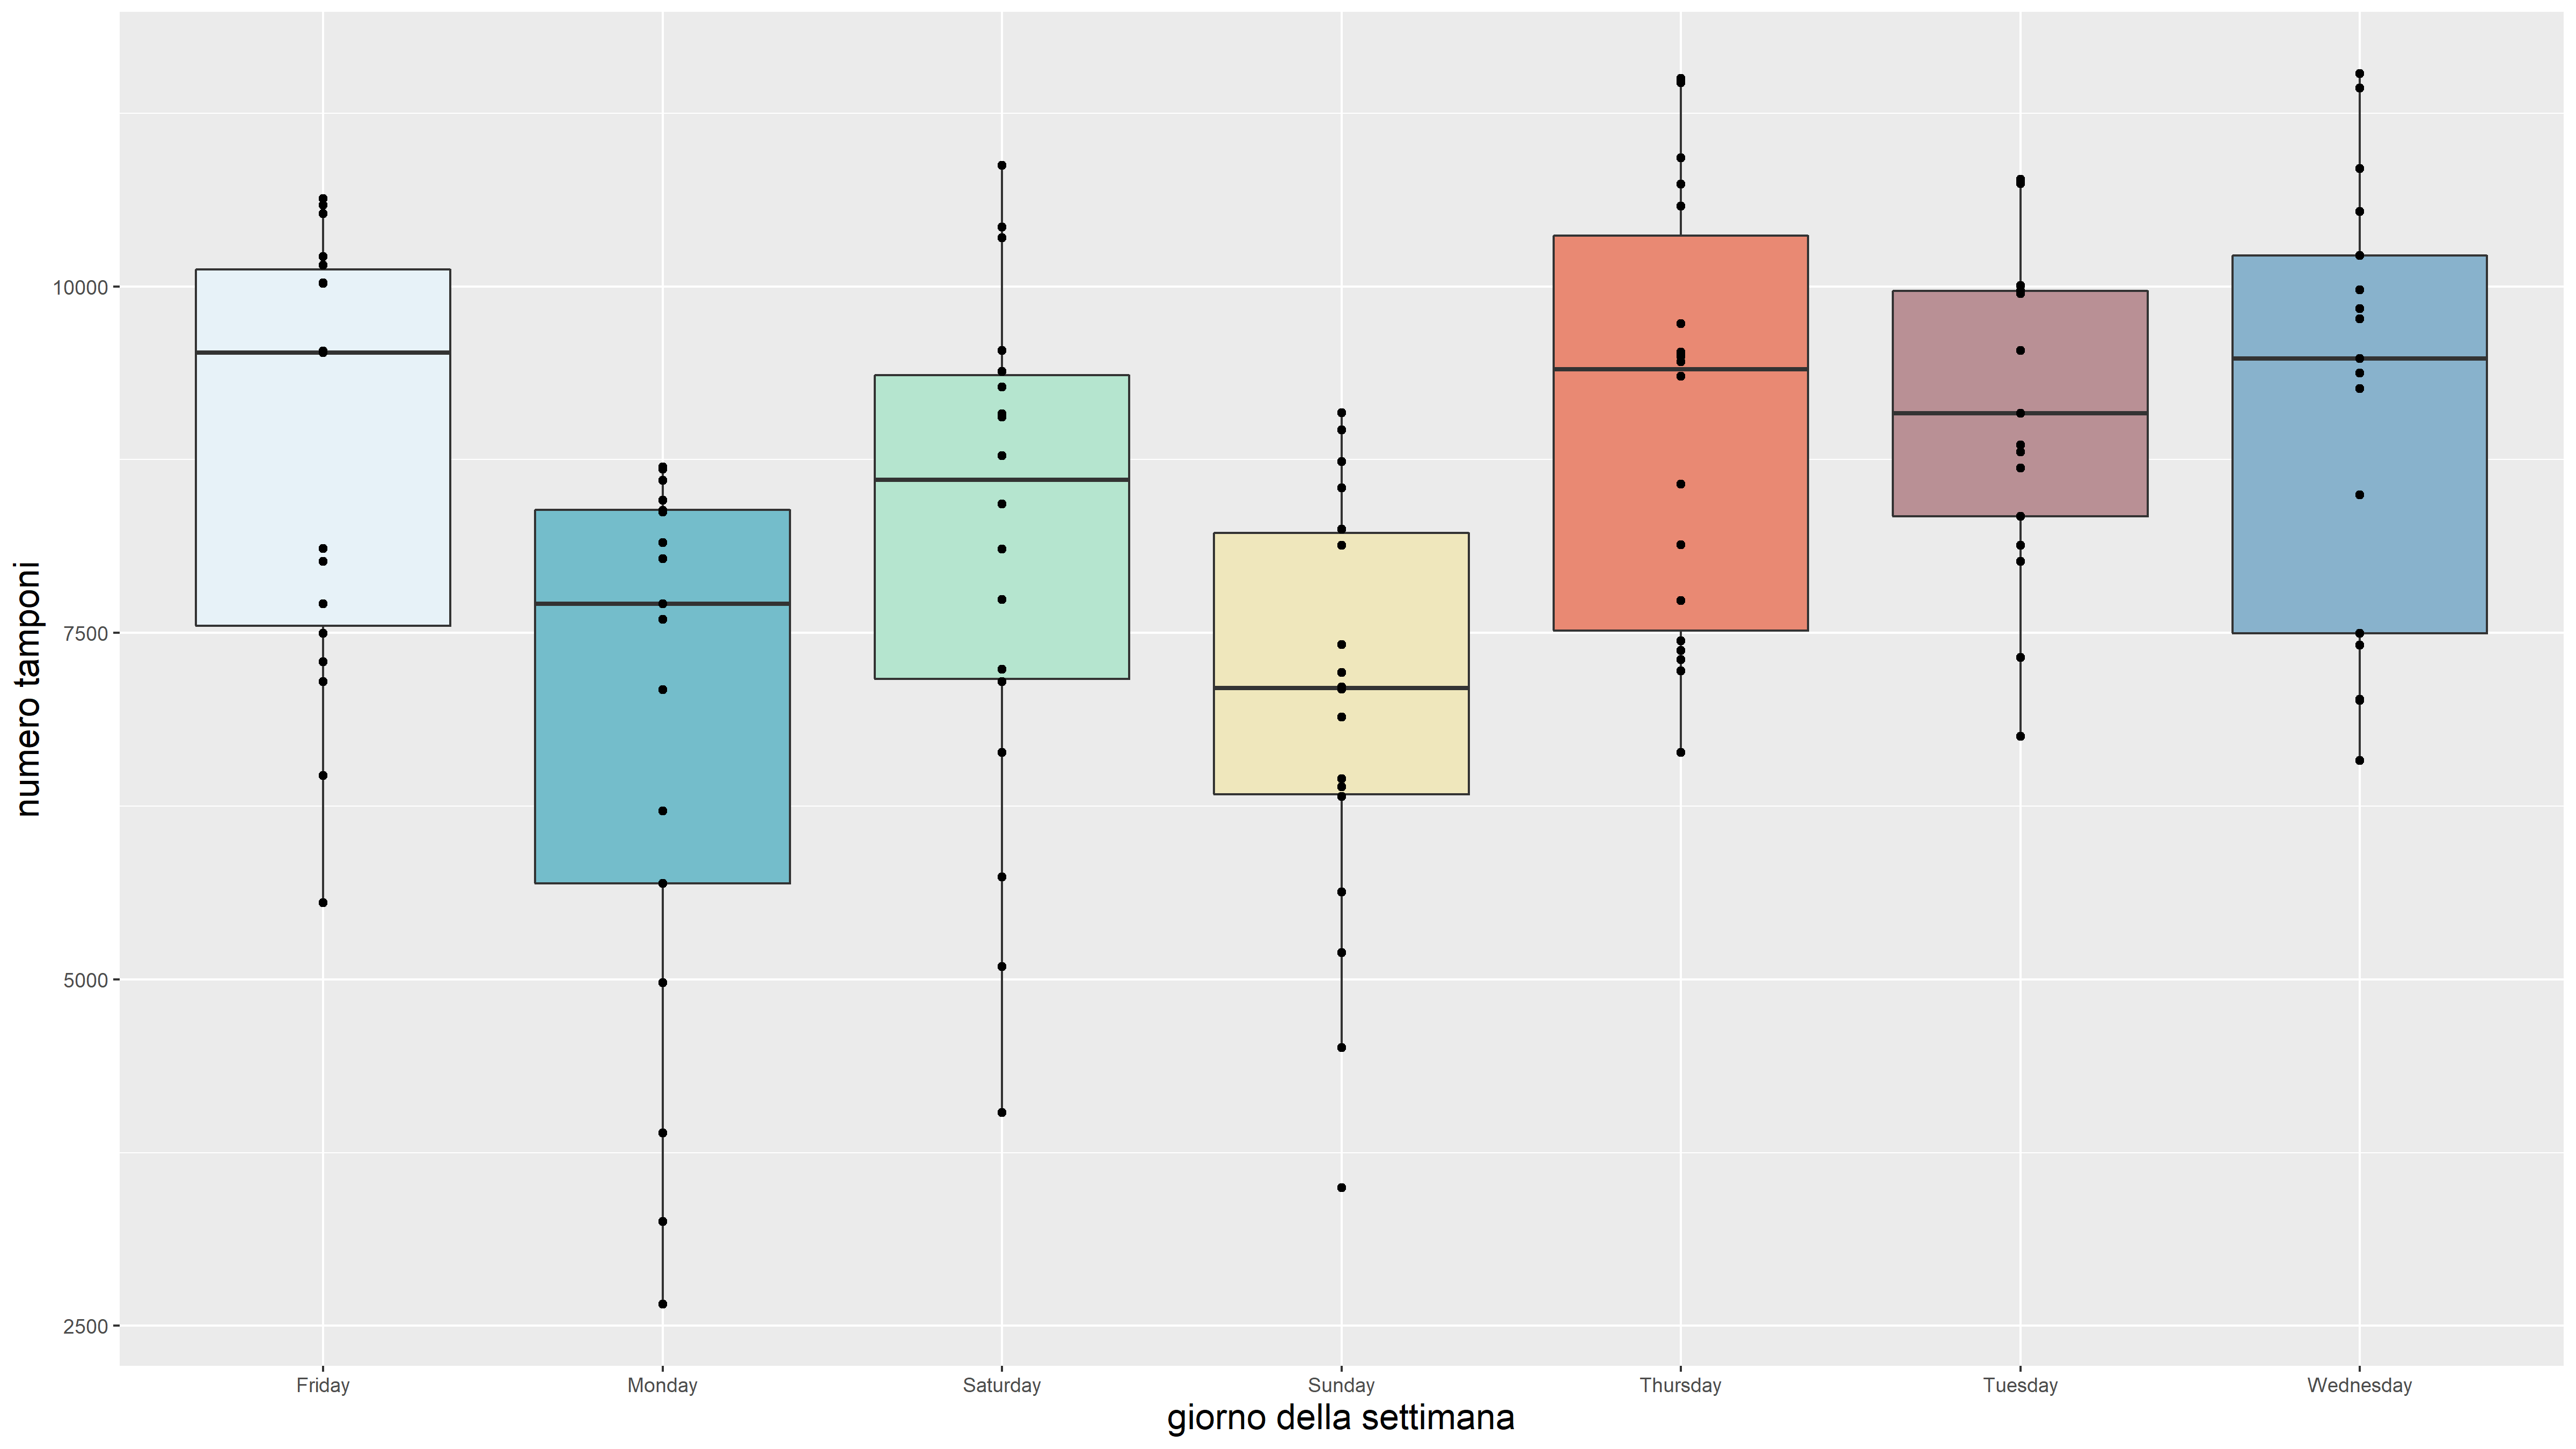 numero tamponi
10000
7500
5000
2500
Friday Monday Saturday Sunday Thursday Tuesday Wednesday
giorno della settimana